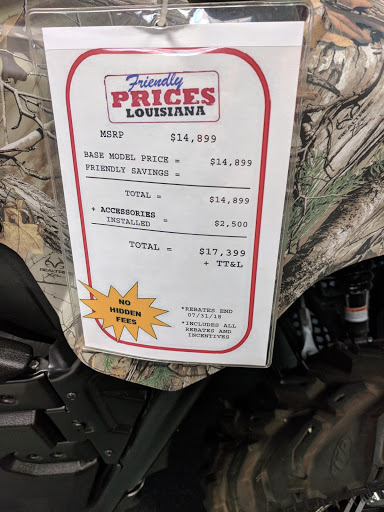 Friendly
PRICES
LOUISIANA
MSRP $14,899
BASE MODEL PRICE = $14,899
FRIENDLY SAVINGS =
TOTAL = $14,899
+ ACCESSORIES
INSTALLED = $2,500
TOTAL = $17,399
+ TT&L
NO
HIDDEN
FEES
*REBATES END
07/31/18
*INCLUDES ALL
REBATES AND
INCENTIVES
REALTREE